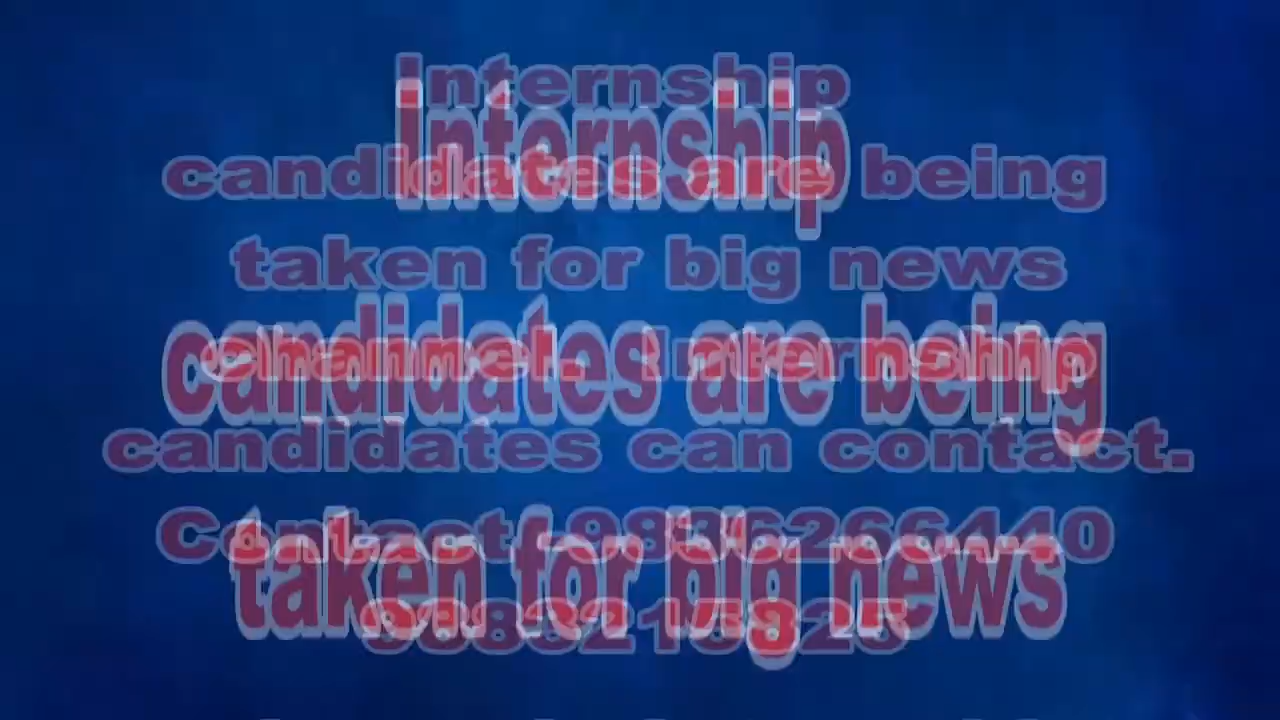 Internship
candidates are being
taken for big news
channel. Internship
candidates can contact.
Contact:
Internship
candidates are being
taken for big news